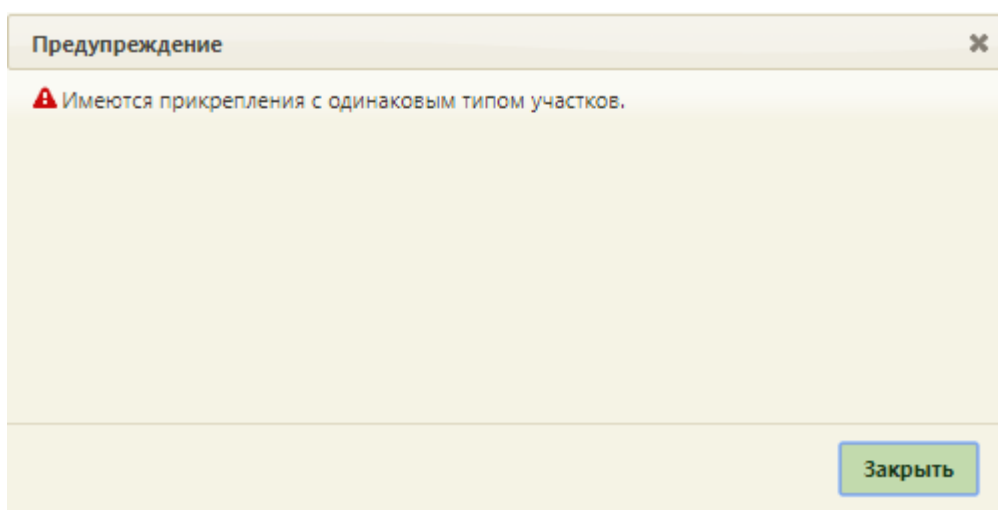 Предупреждение
Имеются прикрепления с одинаковым типом участков.
Закрыть